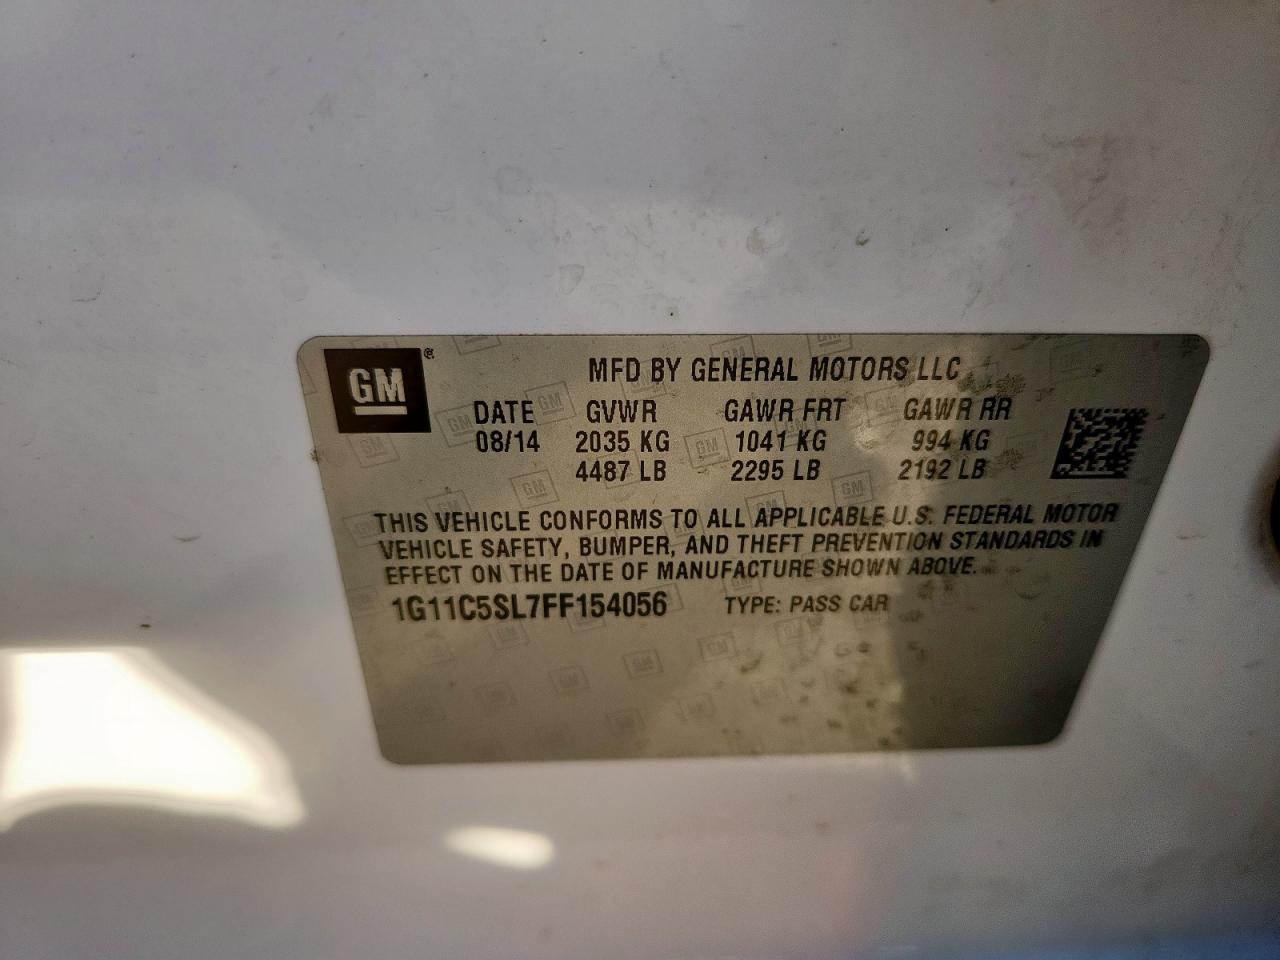 GM®
MFD BY GENERAL MOTORS LLC
DATE GVWR GAWR FRT GAWR RR
08/14 2035 KG 1041 KG 994 KG
4487 LB 2295 LB 2192 LB
THIS VEHICLE CONFORMS TO ALL APPLICABLE U.S. FEDERAL MOTOR
VEHICLE SAFETY, BUMPER, AND THEFT PREVENTION STANDARDS IN
EFFECT ON THE DATE OF MANUFACTURE SHOWN ABOVE.
1G11C5SL7FF154056 TYPE: PASS CAR